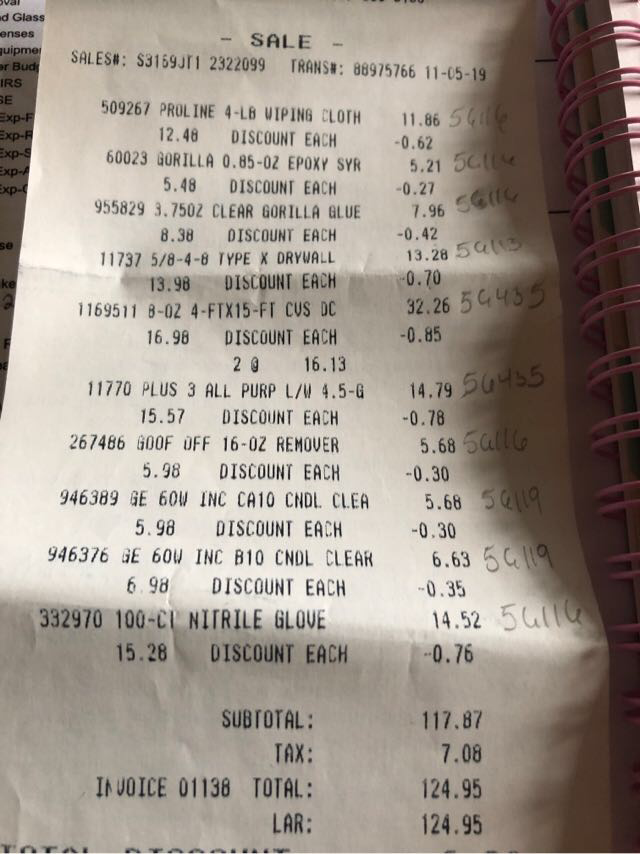 - SALE -
SALES#: S3169JT1 2322099 TRANS#: 88975766 11-05-19
509267 PROLINE 4-LB WIPING CLOTH 11.86 56116
12.48 DISCOUNT EACH -0.62
60023 GORILLA 0.85-OZ EPOXY SYR 5.21 56116
5.48 DISCOUNT EACH -0.27
955829 3.75OZ CLEAR GORILLA GLUE 7.96 56116
8.38 DISCOUNT EACH -0.42
11737 5/8-4-8 TYPE X DRYWALL 13.28 56113
13.98 DISCOUNT EACH -0.70
1169511 8-OZ 4-FTX15-FT CVS DC 32.26 56435
16.98 DISCOUNT EACH -0.85
2 @ 16.13
11770 PLUS 3 ALL PURP L/W 4.5-G 14.79 56435
15.57 DISCOUNT EACH -0.78
267486 GOOF OFF 16-OZ REMOVER 5.68 56116
5.98 DISCOUNT EACH -0.30
946389 GE 60W INC CA10 CNDL CLEA 5.68 56119
5.98 DISCOUNT EACH -0.30
946376 GE 60W INC B10 CNDL CLEAR 6.63 56119
6.98 DISCOUNT EACH -0.35
332970 100-CT NITRILE GLOVE 14.52 56116
15.28 DISCOUNT EACH -0.76
SUBTOTAL: 117.87
TAX: 7.08
INVOICE 01138 TOTAL: 124.95
LAR: 124.95
TOTAL DISCOUNT